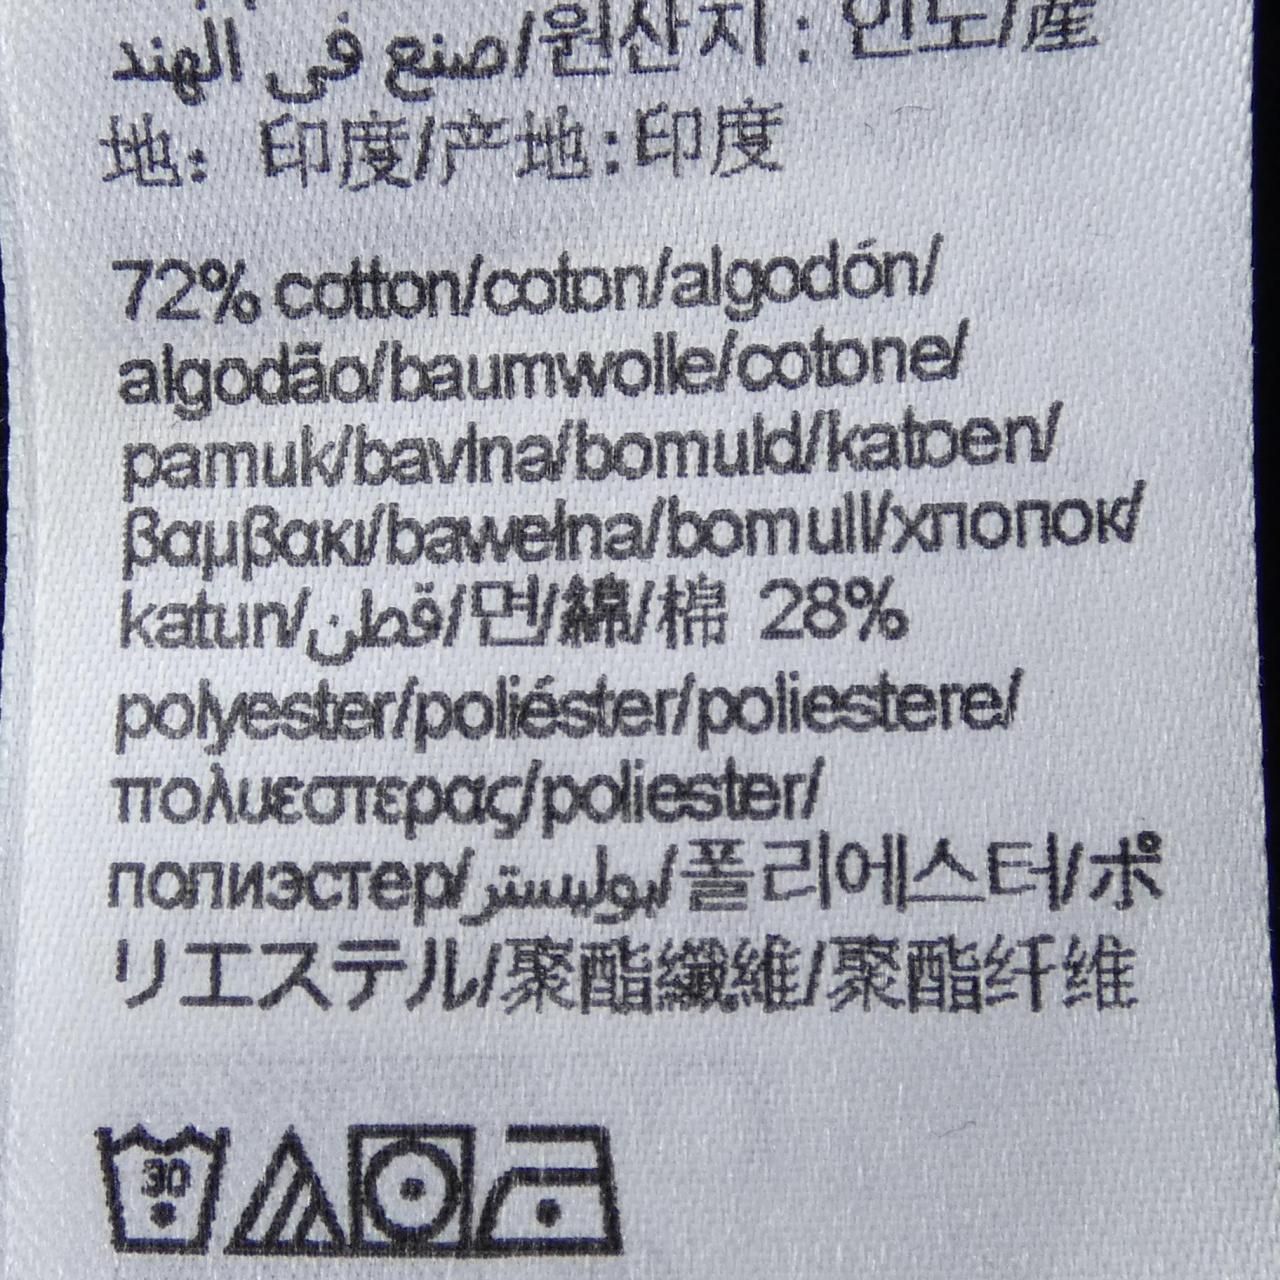 صنع في الهند/원산지 : 인도/產
地: 印度/产地:印度
72% cotton/coton/algodón/
algodão/baumwolle/cotone/
pamuk/bavlna/bomuld/katoen/
βαμβακι/bawełna/bomull/хлопок/
katun/قطن/면/綿/棉 28%
polyester/poliéster/poliestere/
πολυεστερας/poliester/
полиэстер/بوليستر/폴리에스터/ポ
リエステル/聚酯纖維/聚酯纤维
30